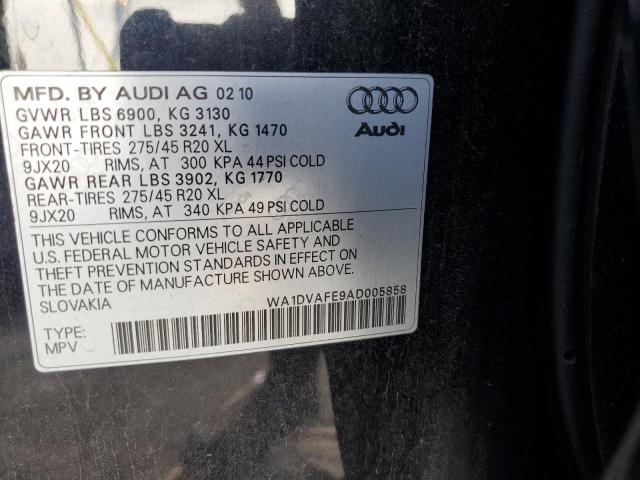 MFD. BY AUDI AG 02 10
GVWR LBS 6900, KG 3130
GAWR FRONT LBS 3241, KG 1470
FRONT-TIRES 275/45 R20 XL
9JX20 RIMS, AT 300 KPA 44 PSI COLD
GAWR REAR LBS 3902, KG 1770
REAR-TIRES 275/45 R20 XL
9JX20 RIMS, AT 340 KPA 49 PSI COLD
Audi
THIS VEHICLE CONFORMS TO ALL APPLICABLE
U.S. FEDERAL MOTOR VEHICLE SAFETY AND
THEFT PREVENTION STANDARDS IN EFFECT ON
THE DATE OF MANUFACTURE SHOWN ABOVE.
SLOVAKIA
WA1DVAFE9AD005858
TYPE:
MPV